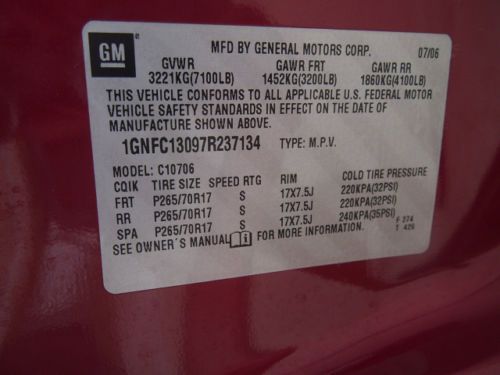 GM
MFD BY GENERAL MOTORS CORP. 07/06
GVWR GAWR FRT GAWR RR
3221KG(7100LB) 1452KG(3200LB) 1860KG(4100LB)
THIS VEHICLE CONFORMS TO ALL APPLICABLE U.S. FEDERAL MOTOR
VEHICLE SAFETY STANDARDS IN EFFECT ON THE DATE OF
MANUFACTURE SHOWN ABOVE.
1GNFC13097R237134 TYPE: M.P.V.
MODEL: C10706
CQIK TIRE SIZE SPEED RTG RIM COLD TIRE PRESSURE
FRT P265/70R17 S 17X7.5J 220KPA(32PSI)
RR P265/70R17 S 17X7.5J 220KPA(32PSI)
SPA P265/70R17 S 17X7.5J 240KPA(35PSI)
SEE OWNER´S MANUAL i FOR MORE INFORMATION.
F 274
T 429